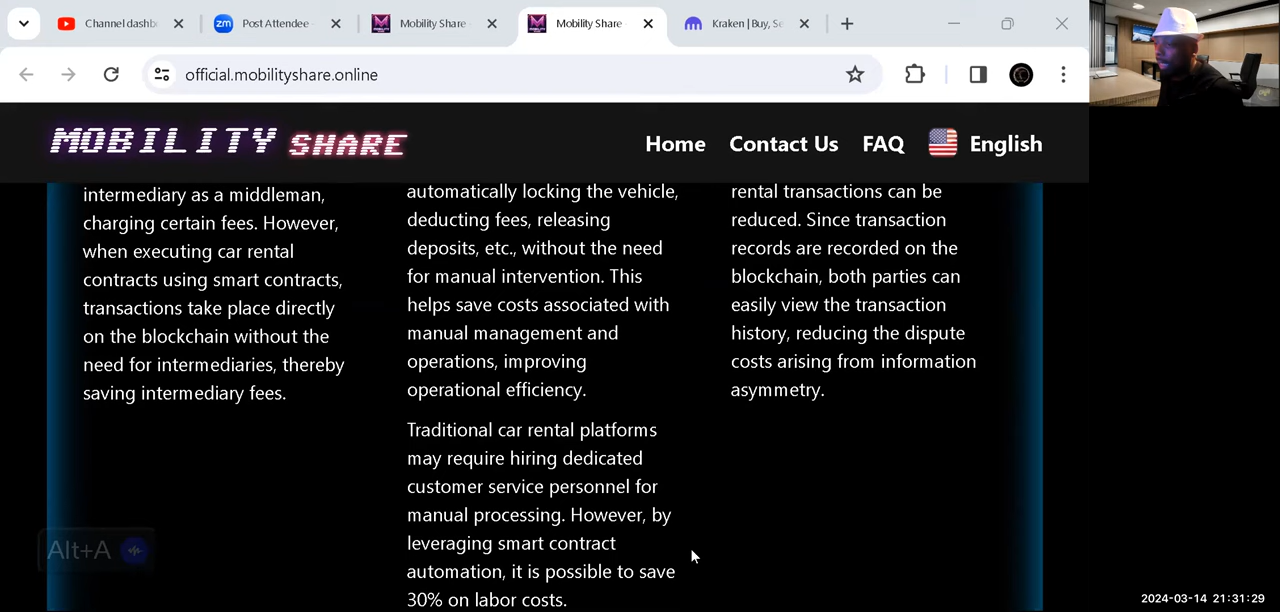 Channel dashb
Post Attendee
Mobility Share
Mobility Share
Kraken | Buy, Se
official.mobilityshare.online
MOBILITY SHARE
Home
Contact Us
FAQ
English
intermediary as a middleman,
charging certain fees. However,
when executing car rental
contracts using smart contracts,
transactions take place directly
on the blockchain without the
need for intermediaries, thereby
saving intermediary fees.
automatically locking the vehicle,
deducting fees, releasing
deposits, etc., without the need
for manual intervention. This
helps save costs associated with
manual management and
operations, improving
operational efficiency.
Traditional car rental platforms
may require hiring dedicated
customer service personnel for
manual processing. However, by
leveraging smart contract
automation, it is possible to save
30% on labor costs.
rental transactions can be
reduced. Since transaction
records are recorded on the
blockchain, both parties can
easily view the transaction
history, reducing the dispute
costs arising from information
asymmetry.
Alt+A
2024-03-14 21:31:29